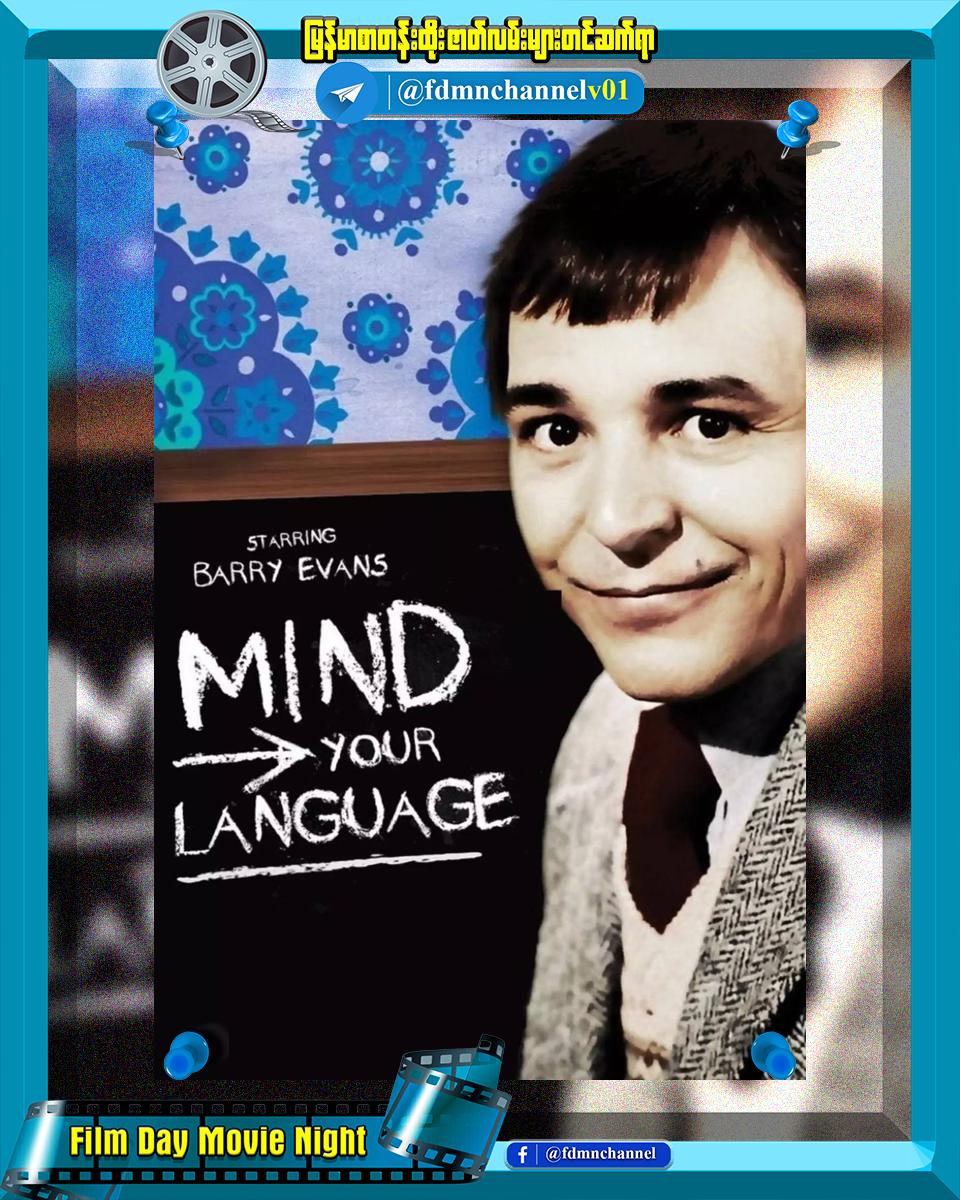 မြန်မာစာတန်းထိုးဇာတ်လမ်းများတင်ဆက်ရာ
@fdmnchannelv01
STARRING
BARRY EVANS
MIND
YOUR
LANGUAGE
Film Day Movie Night
f @fdmnchannel